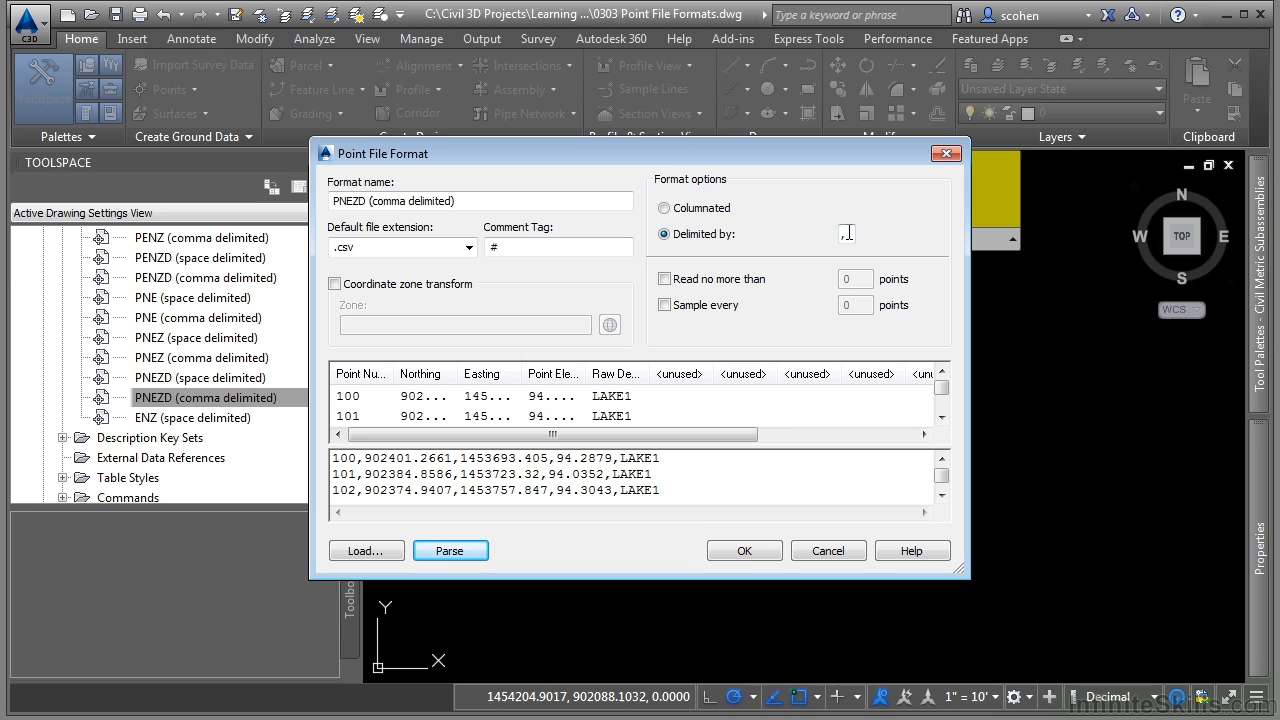 C:\Civil 3D Projects\Learning ...\0303 Point File Formats.dwg
Type a keyword or phrase
scohen
C3D
Home Insert Annotate Modify Analyze View Manage Output Survey Autodesk 360 Help Add-ins Express Tools Performance Featured Apps
Toolspace
Import Survey Data
Points
Surfaces
Parcel
Feature Line
Grading
Alignment
Profile
Corridor
Intersections
Assembly
Pipe Network
Profile View
Sample Lines
Section Views
Unsaved Layer State
0
Paste
Palettes
Create Ground Data
Layers
Clipboard
TOOLSPACE
Active Drawing Settings View
PENZ (comma delimited)
PENZD (space delimited)
PENZD (comma delimited)
PNE (space delimited)
PNE (comma delimited)
PNEZ (space delimited)
PNEZ (comma delimited)
PNEZD (space delimited)
PNEZD (comma delimited)
ENZ (space delimited)
Description Key Sets
External Data References
Table Styles
Commands
Point File Format
Format name:
PNEZD (comma delimited)
Default file extension:
.csv
Comment Tag:
#
Coordinate zone transform
Zone:
Format options
Columnated
Delimited by:
,
Read no more than 0 points
Sample every 0 points
Point Nu... Northing Easting Point Ele... Raw De... <unused> <unused> <unused> <unused> <unu
100 902... 145... 94.... LAKE1
101 902... 145... 94.... LAKE1
100,902401.2661,1453693.405,94.2879,LAKE1
101,902384.8586,1453723.32,94.0352,LAKE1
102,902374.9407,1453757.847,94.3043,LAKE1
Load... Parse OK Cancel Help
N
W TOP E
S
WCS
Tool Palettes - Civil Metric Subassemblies
Properties
Toolbo
Y
X
1454204.9017, 902088.1032, 0.0000
1" = 10'
Decimal
InfiniteSkills.com